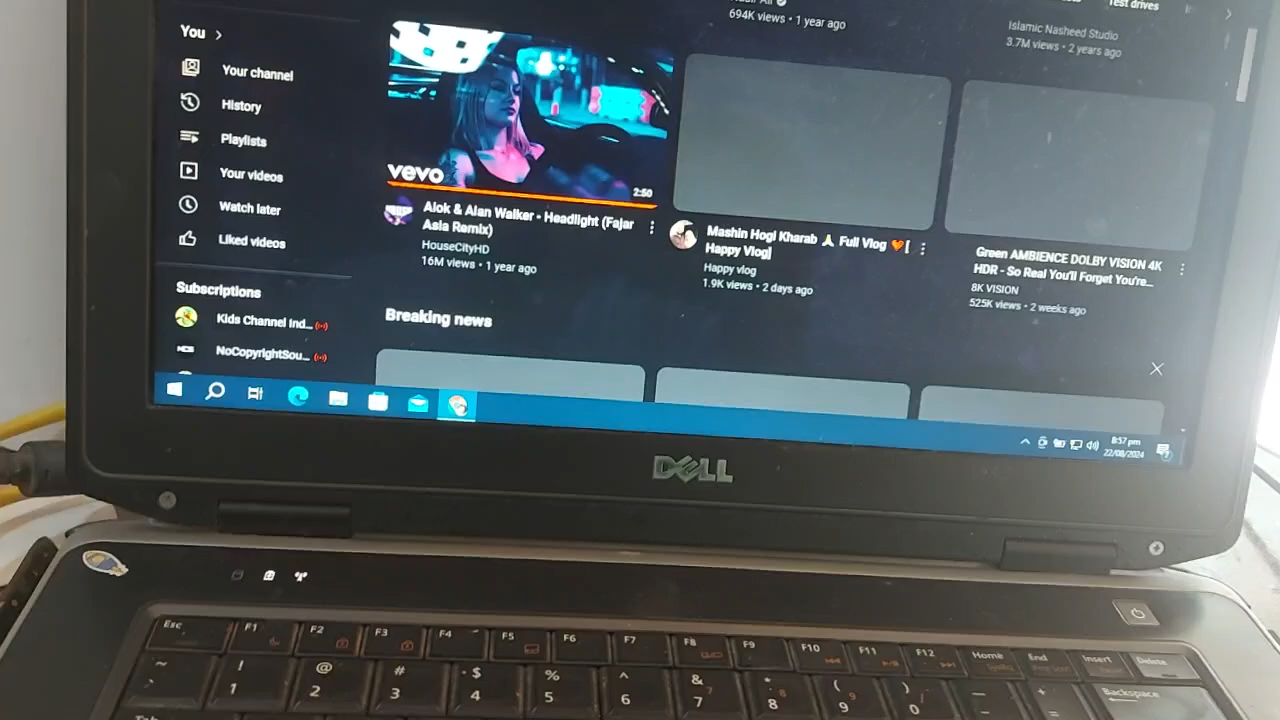 694K views • 1 year ago
Test drives
Islamic Nasheed Studio
3.7M views • 2 years ago
You
Your channel
History
Playlists
Your videos
Watch later
Liked videos
Subscriptions
Kids Channel Ind...
NoCopyrightSou...
vevo
2:50
Alok & Alan Walker - Headlight (Fajar
Asia Remix)
HouseCityHD
16M views • 1 year ago
Mashin Hogi Kharab 🙏 Full Vlog ❤️[
Happy Vlog]
Happy vlog
1.9K views • 2 days ago
Green AMBIENCE DOLBY VISION 4K
HDR - So Real You'll Forget You're...
8K VISION
525K views • 2 weeks ago
Breaking news
8:57 pm
22/08/2024
DELL
Esc F1 F2 F3 F4 F5 F6 F7 F8 F9 F10 F11 F12 Home End Insert Delete
~ ! @ # $ % ^ & * ( ) — +
1 2 3 4 5 6 7 7 8 8 9 9 0 Backspace